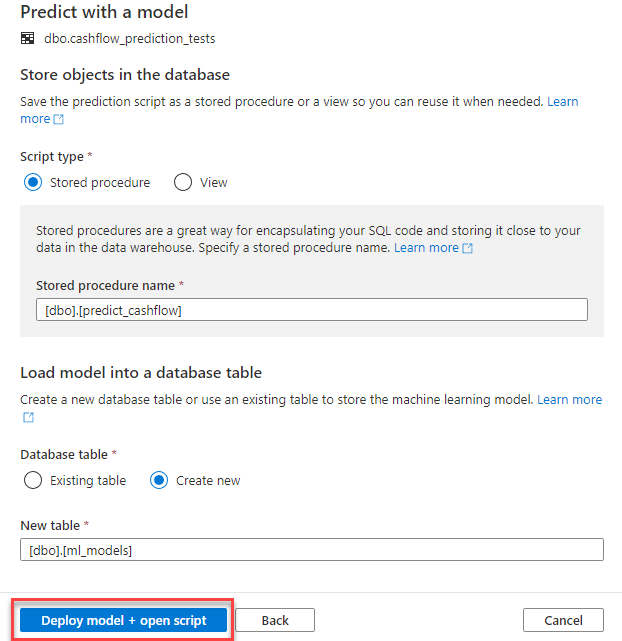 Predict with a model
dbo.cashflow_prediction_tests
Store objects in the database
Save the prediction script as a stored procedure or a view so you can reuse it when needed. Learn
more
Script type *
Stored procedure View
Stored procedures are a great way for encapsulating your SQL code and storing it close to your
data in the data warehouse. Specify a stored procedure name. Learn more
Stored procedure name *
[dbo].[predict_cashflow]
Load model into a database table
Create a new database table or use an existing table to store the machine learning model. Learn more
Database table *
Existing table Create new
New table *
[dbo].[ml_models]
Deploy model + open script Back Cancel